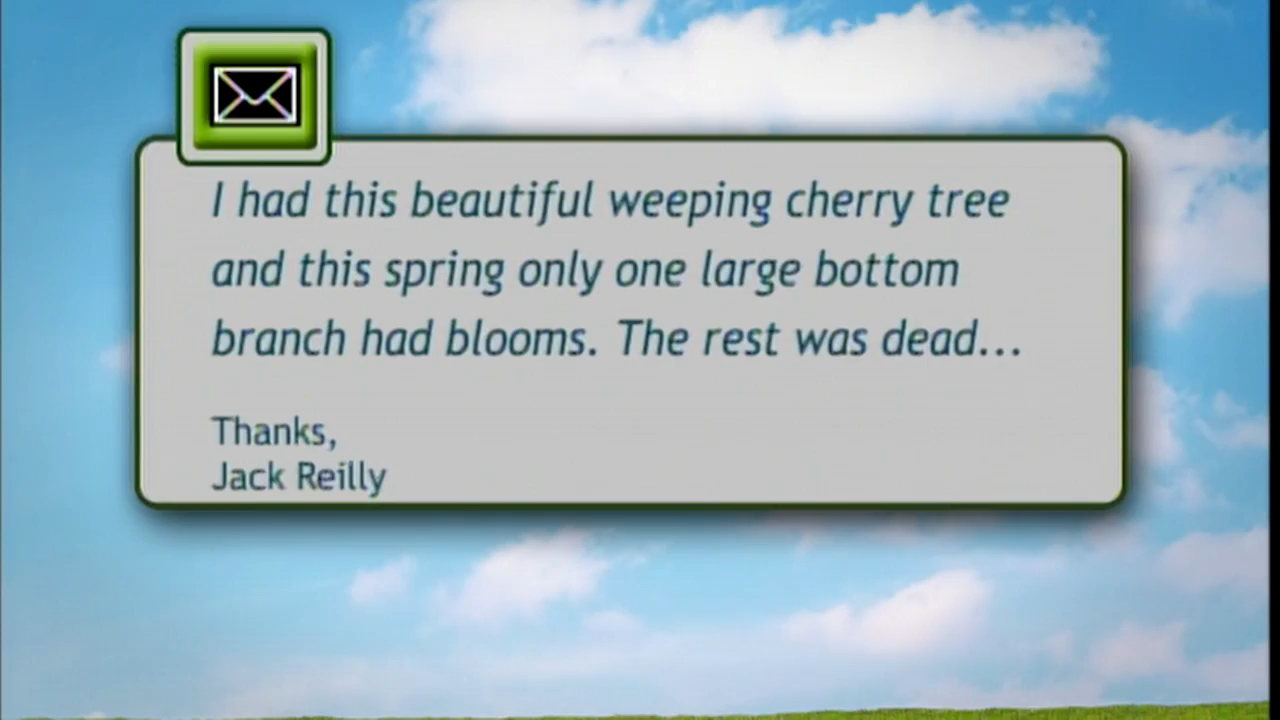 I had this beautiful weeping cherry tree
and this spring only one large bottom
branch had blooms. The rest was dead...
Thanks,
Jack Reilly